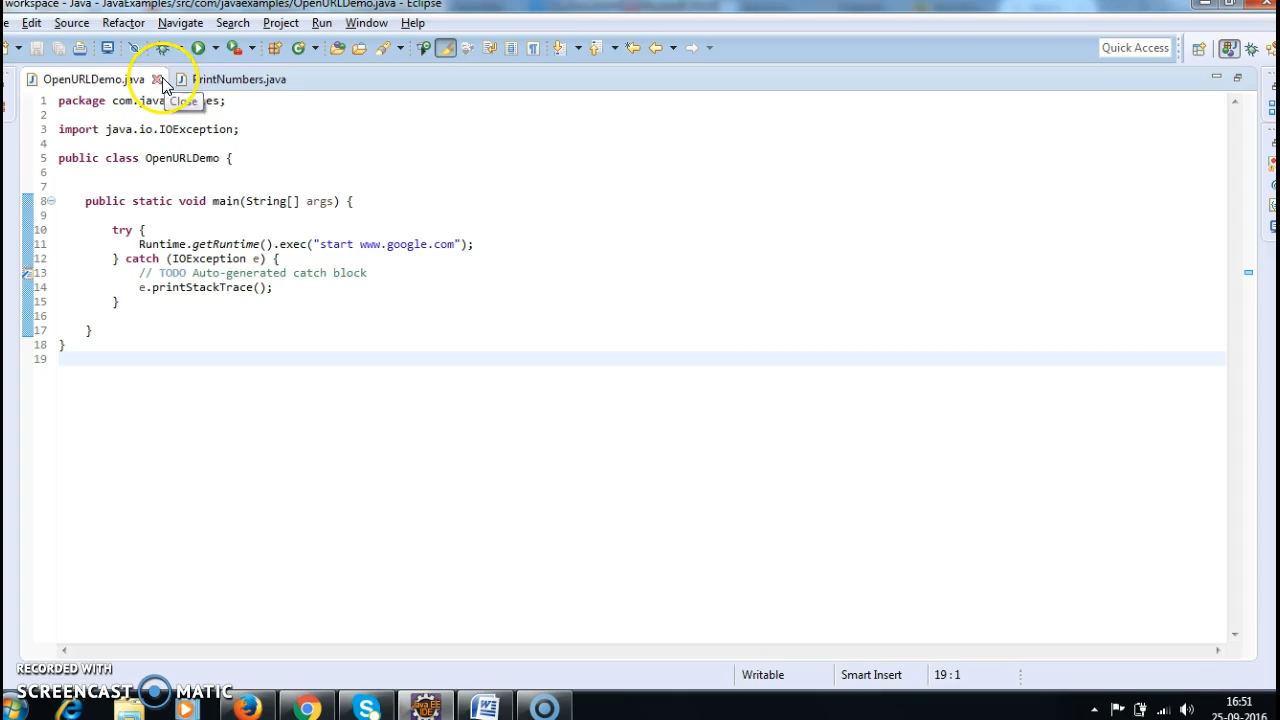 workspace - Java - JavaExamples/src/com/javaexamples/OpenURLDemo.java - Eclipse
Edit Source Refactor Navigate Search Project Run Window Help
Quick Access
OpenURLDemo.java PrintNumbers.java
Close
1 package com.java es;
2
3 import java.io.IOException;
4
5 public class OpenURLDemo {
6
7
8 public static void main(String[] args) {
9
10 try {
11 Runtime.getRuntime().exec("start www.google.com");
12 } catch (IOException e) {
13 // TODO Auto-generated catch block
14 e.printStackTrace();
15 }
16
17 }
18 }
19
RECORDED WITH
SCREENCAST MATIC
Writable Smart Insert 19 : 1
Java EE
IDE
16:51
25-09-2016